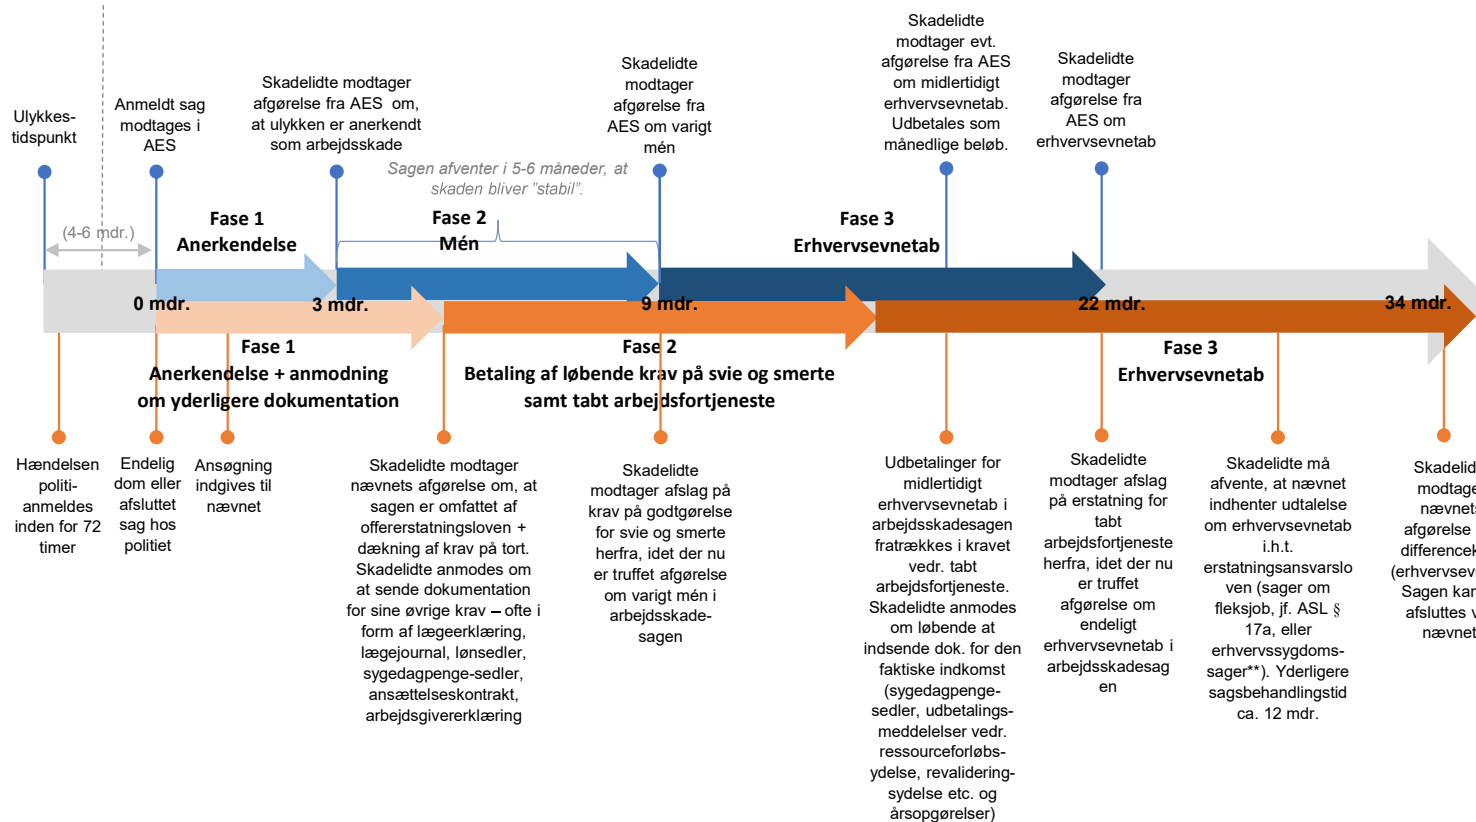 Ulykkes-
tidspunkt
Anmeldt sag
modtages i
AES
Skadelidte modtager
afgørelse fra AES om,
at ulykken er anerkendt
som arbejdsskade
Sagen afventer i 5-6 måneder, at
skaden bliver ”stabil”.
Skadelidte
modtager
afgørelse fra
AES om varigt
mén
Skadelidte
modtager evt.
afgørelse fra AES
om midlertidigt
erhvervsevnetab.
Udbetales som
månedlige beløb.
Skadelidte
modtager
afgørelse fra
AES om
erhvervsevnetab
(4-6 mdr.)
Fase 1
Anerkendelse
Fase 2
Mén
Fase 3
Erhvervsevnetab
0 mdr.
3 mdr.
9 mdr.
22 mdr.
34 mdr.
Fase 1
Anerkendelse + anmodning
om yderligere dokumentation
Fase 2
Betaling af løbende krav på svie og smerte
samt tabt arbejdsfortjeneste
Fase 3
Erhvervsevnetab
Hændelsen
politi-
anmeldes
inden for 72
timer
Endelig
dom eller
afsluttet
sag hos
politiet
Ansøgning
indgives til
nævnet
Skadelidte modtager
nævnets afgørelse om, at
sagen er omfattet af
offererstatningsloven +
dækning af krav på tort.
Skadelidte anmodes om
at sende dokumentation
for sine øvrige krav – ofte i
form af lægeerklæring,
lægejournal, lønsedler,
sygedagpenge-sedler,
ansættelseskontrakt,
arbejdsgivererklæring
Skadelidte
modtager afslag på
krav på godtgørelse
for svie og smerte
herfra, idet der nu
er truffet afgørelse
om varigt mén i
arbejdsskade-
sagen
Udbetalinger for
midlertidigt
erhvervsevnetab i
arbejdsskadesagen
fratrækkes i kravet
vedr. tabt
arbejdsfortjeneste.
Skadelidte anmodes
om løbende at
indsende dok. for den
faktiske indkomst
(sygedagpenge-
sedler, udbetalings-
meddelelser vedr.
ressourceforløbs-
ydelse, revalidering-
sydelse etc. og
årsopgørelser)
Skadelidte
modtager afslag
på erstatning for
tabt
arbejdsfortjeneste
herfra, idet der nu
er truffet
afgørelse om
endeligt
erhvervsevnetab i
arbejdsskadesag
en
Skadelidte må
afvente, at nævnet
indhenter udtalelse
om erhvervsevnetab
i.h.t.
erstatningsansvarslo
ven (sager om
fleksjob, jf. ASL §
17a, eller
erhvervssygdoms-
sager**). Yderligere
sagsbehandlingstid
ca. 12 mdr.
Skadelid
modtage
nævnets
afgørelse
differencek
(erhvervsevn
Sagen kan
afsluttes v
nævnet